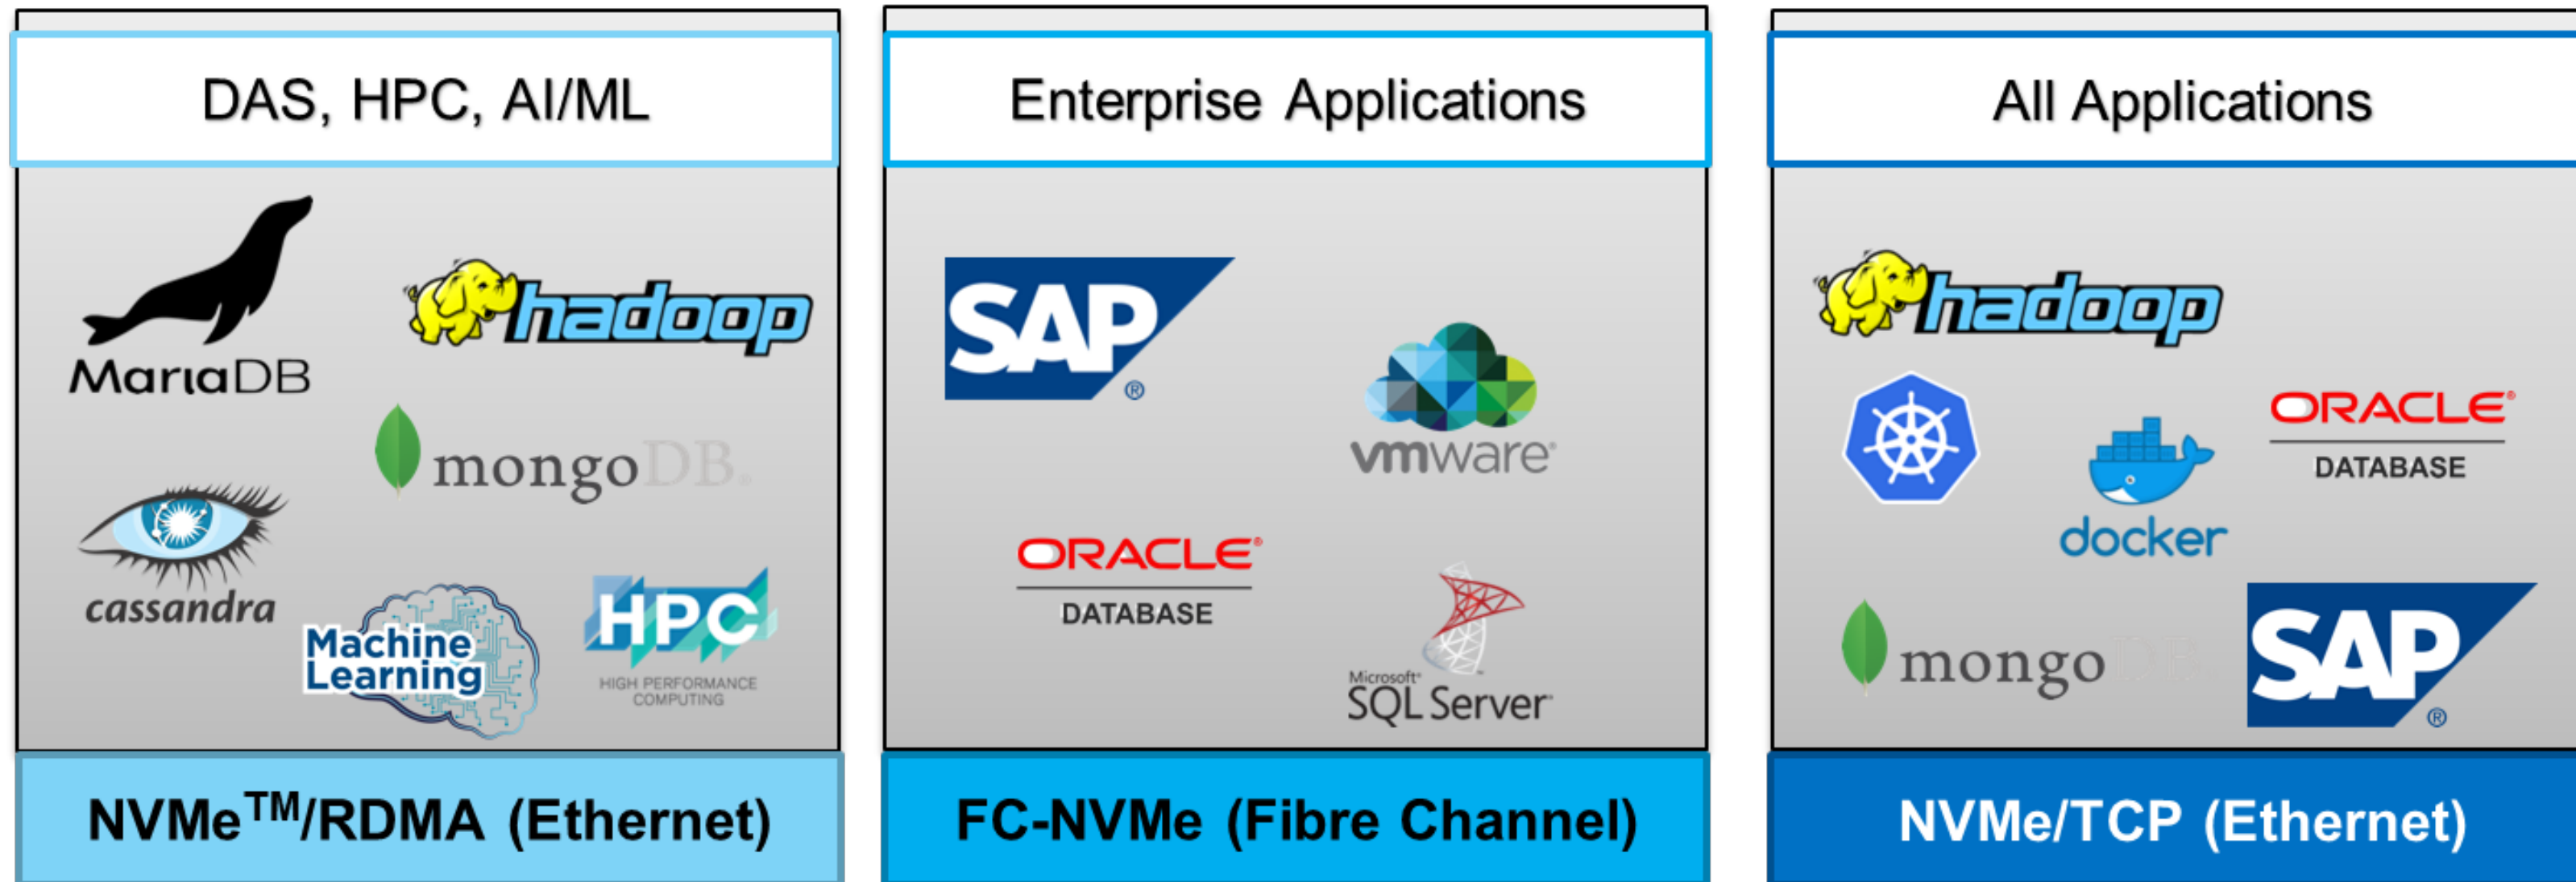 DAS, HPC, AI/ML
MariaDB
hadoop
mongoDB®
cassandra
Machine
Learning
HPC
HIGH PERFORMANCE
COMPUTING
NVMe™/RDMA (Ethernet)
Enterprise Applications
SAP®
vmware®
ORACLE®
DATABASE
Microsoft®
SQL Server
FC-NVMe (Fibre Channel)
All Applications
hadoop
docker
ORACLE®
DATABASE
mongoDB
SAP®
NVMe/TCP (Ethernet)